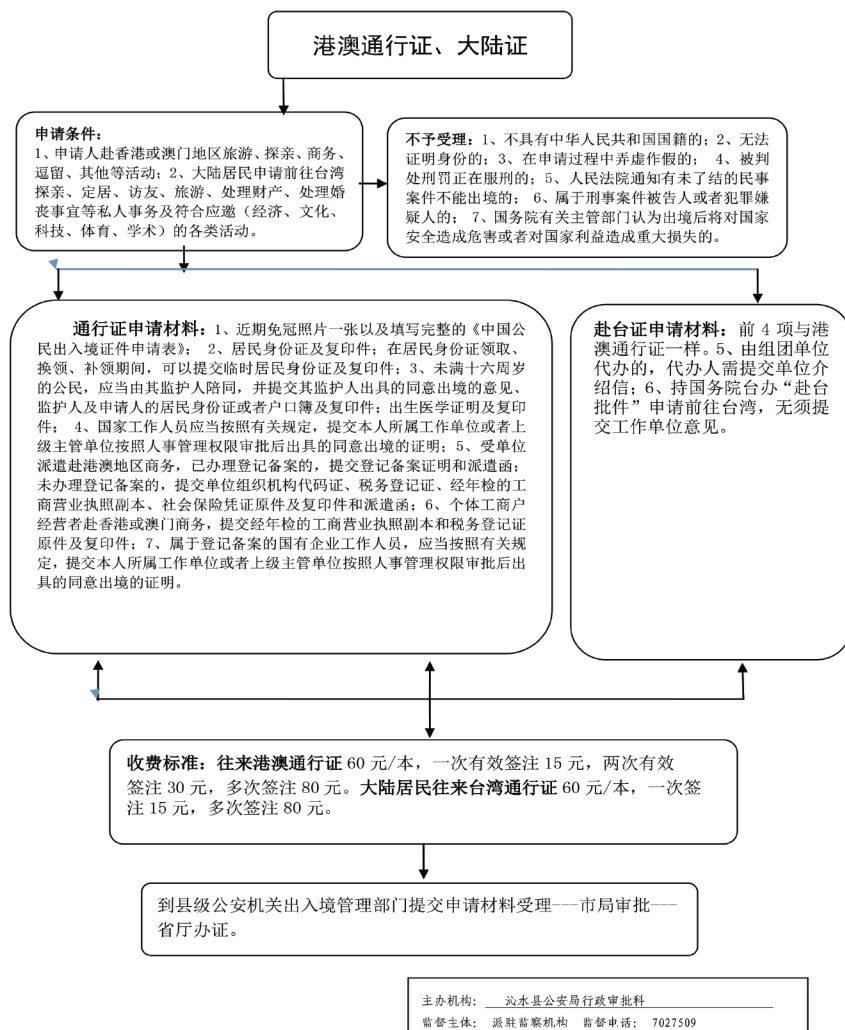 港澳通行证、大陆证
申请条件：
1、申请人赴香港或澳门地区旅游、探亲、商务、
逗留、其他等活动；2、大陆居民申请前往台湾
探亲、定居、访友、旅游、处理财产、处理婚
丧事宜等私人事务及符合应邀（经济、文化、
科技、体育、学术）的各类活动。
不予受理：1、不具有中华人民共和国国籍的；2、无法
证明身份的；3、在申请过程中弄虚作假的； 4、被判
处刑罚正在服刑的；5、人民法院通知有未了结的民事
案件不能出境的；6、属于刑事案件被告人或者犯罪嫌
疑人的；7、国务院有关主管部门认为出境后将对国家
安全造成危害或者对国家利益造成重大损失的。
通行证申请材料：1、近期免冠照片一张以及填写完整的《中国公
民出入境证件申请表》； 2、居民身份证及复印件；在居民身份证领取、
换领、补领期间，可以提交临时居民身份证及复印件；3、未满十六周岁
的公民，应当由其监护人陪同，并提交其监护人出具的同意出境的意见、
监护人及申请人的居民身份证或者户口簿及复印件；出生医学证明及复印
件； 4、国家工作人员应当按照有关规定，提交本人所属工作单位或者上
级主管单位按照人事管理权限审批后出具的同意出境的证明；5、受单位
派遣赴港澳地区商务，已办理登记备案的，提交登记备案证明和派遣函；
未办理登记备案的，提交单位组织机构代码证、税务登记证、经年检的工
商营业执照副本、社会保险凭证原件及复印件和派遣函；6、个体工商户
经营者赴香港或澳门商务，提交经年检的工商营业执照副本和税务登记证
原件及复印件；7、属于登记备案的国有企业工作人员，应当按照有关规
定，提交本人所属工作单位或者上级主管单位按照人事管理权限审批后出
具的同意出境的证明。
赴台证申请材料：前 4 项与港
澳通行证一样。5、由组团单位
代办的，代办人需提交单位介
绍信；6、持国务院台办“赴台
批件”申请前往台湾，无须提
交工作单位意见。
收费标准：往来港澳通行证 60 元/本，一次有效签注 15 元，两次有效
签注 30 元，多次签注 80 元。大陆居民往来台湾通行证 60 元/本，一次签
注 15 元，多次签注 80 元。
到县级公安机关出入境管理部门提交申请材料受理---市局审批---
省厅办证。
主办机构： 沁水县公安局行政审批科
监督主体： 派驻监察机构 监督电话： 7027509